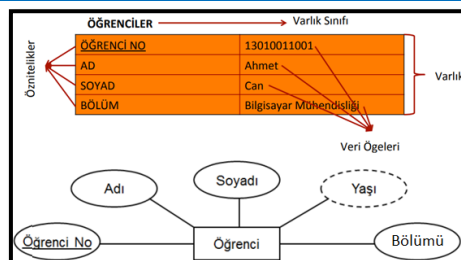 ÖĞRENCİLER Varlık Sınıfı
Öznitelikler
ÖĞRENCİ NO 13010011001
AD Ahmet
SOYAD Can
BÖLÜM Bilgisayar Mühendisliği
Varlık
Veri Ögeleri
Adı
Soyadı
Yaşı
Öğrenci No
Öğrenci
Bölümü